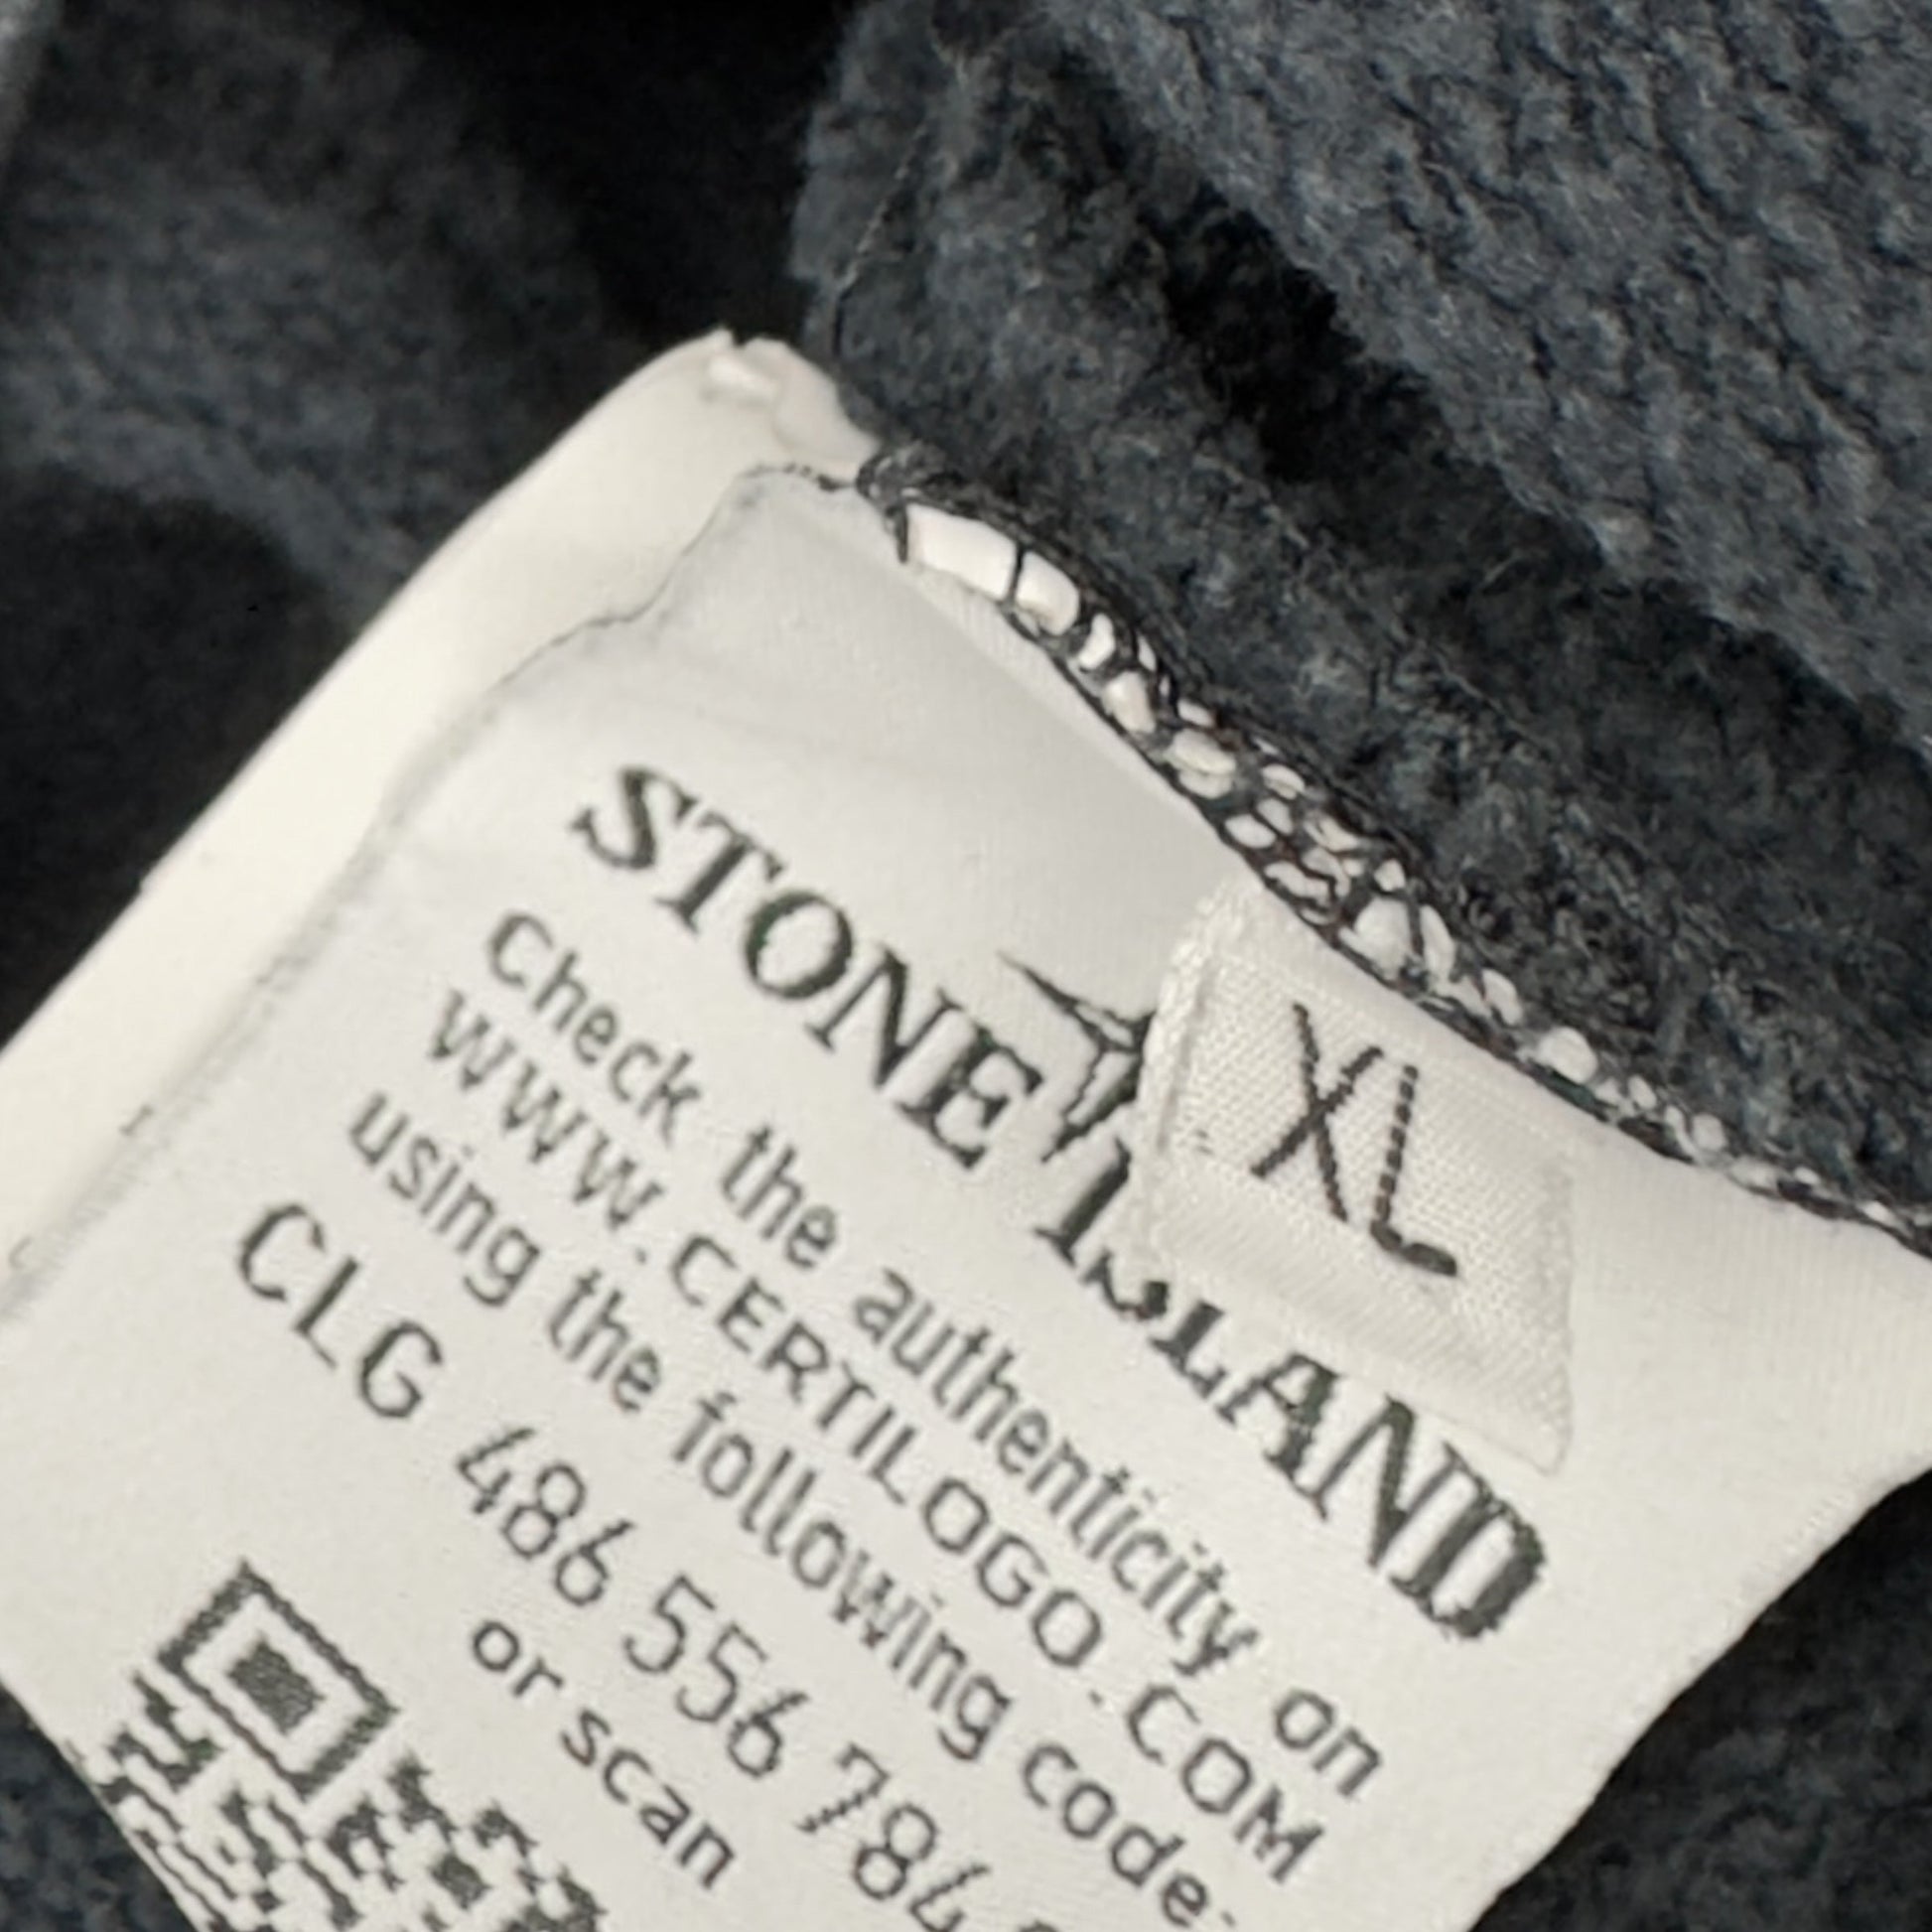 STONE ISLAND
XL
Check the authenticity on
WWW.CERTILOGO.COM
using the following code:
CLG 486 556 784
or scan